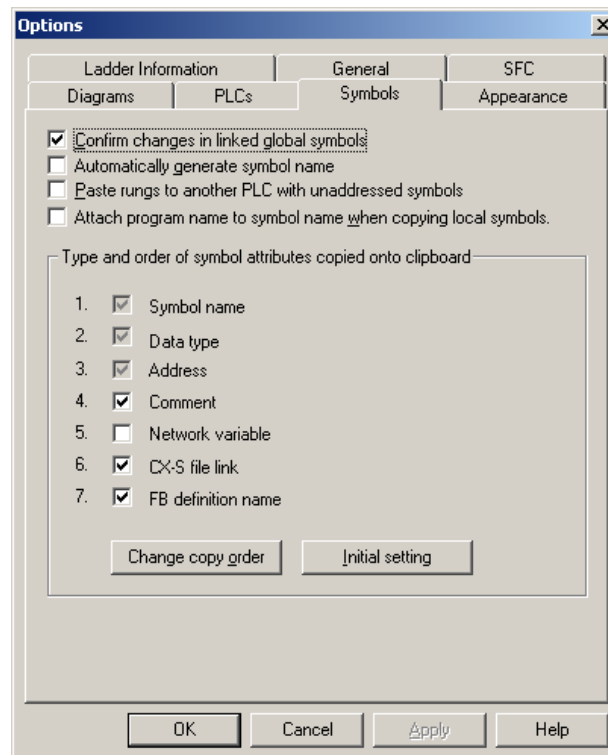 Options
Ladder Information General SFC
Diagrams PLCs Symbols Appearance
Confirm changes in linked global symbols
Automatically generate symbol name
Paste rungs to another PLC with unaddressed symbols
Attach program name to symbol name when copying local symbols.
Type and order of symbol attributes copied onto clipboard
1. Symbol name
2. Data type
3. Address
4. Comment
5. Network variable
6. CX-S file link
7. FB definition name
Change copy order Initial setting
OK Cancel Apply Help